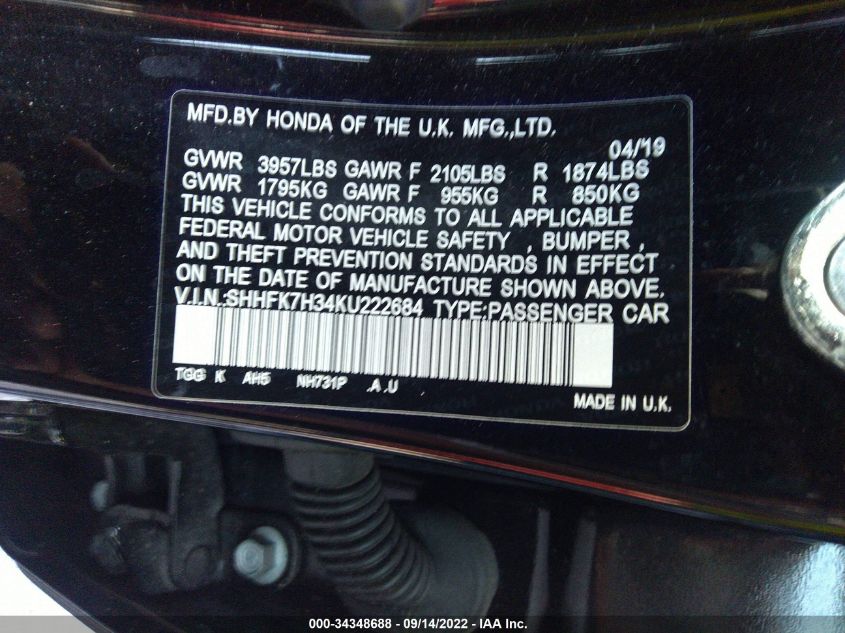 MFD.BY HONDA OF THE U.K. MFG.,LTD.
04/19
GVWR 3957LBS GAWR F 2105LBS R 1874LBS
GVWR 1795KG GAWR F 955KG R 850KG
THIS VEHICLE CONFORMS TO ALL APPLICABLE
FEDERAL MOTOR VEHICLE SAFETY , BUMPER ,
AND THEFT PREVENTION STANDARDS IN EFFECT
ON THE DATE OF MANUFACTURE SHOWN ABOVE.
V.I.N.:SHHFK7H34KU222684 TYPE:PASSENGER CAR
TGG K AH5 NH731P .A .U
MADE IN U.K.
000-34348688 - 09/14/2022 - IAA Inc.